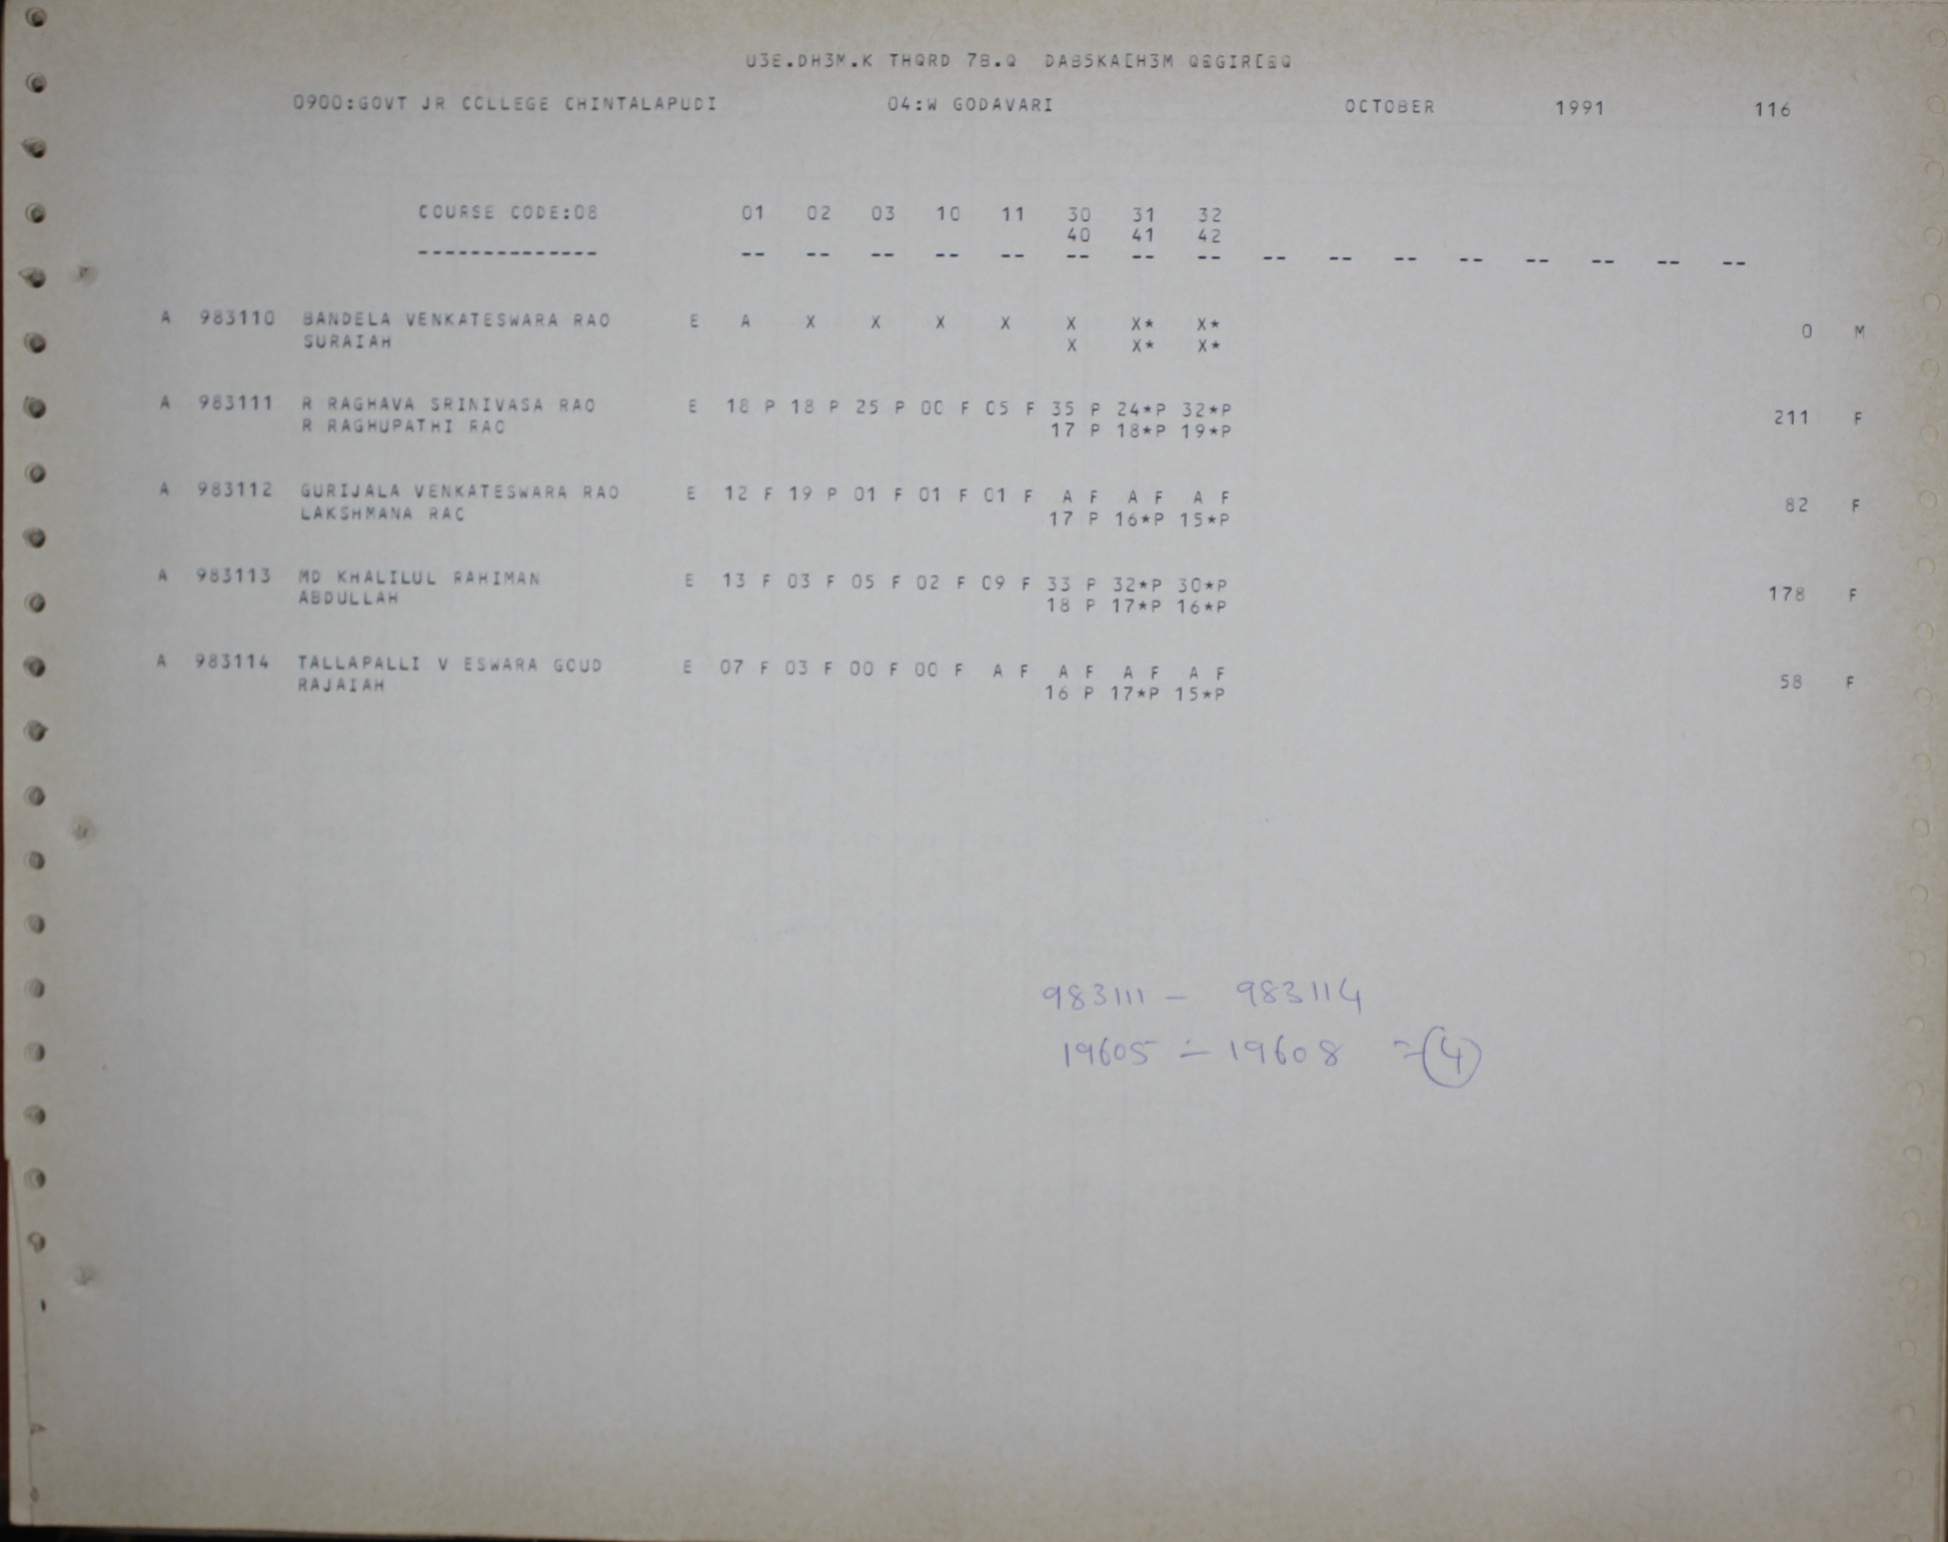 U3E.DH3M.K THQRD 7B.Q DAB5KA[H3M QEGIR[EQ
0900:GOVT JR COLLEGE CHINTALAPUDI 04:W GODAVARI OCTOBER 1991 116
COURSE CODE:08 01 02 03 10 11 30 31 32
40 41 42
-------------- -- -- -- -- -- -- -- -- -- -- -- -- -- -- -- --
A 983110 BANDELA VENKATESWARA RAO E A X X X X X X* X* 0 M
SURAIAH X X* X*
A 983111 R RAGHAVA SRINIVASA RAO E 18 P 18 P 25 P 00 F 05 F 35 P 24*P 32*P 211 F
R RAGHUPATHI RAO 17 P 18*P 19*P
A 983112 GURIJALA VENKATESWARA RAO E 12 F 19 P 01 F 01 F 01 F A F A F A F 82 F
LAKSHMANA RAO 17 P 16*P 15*P
A 983113 MD KHALILUL RAHIMAN E 13 F 03 F 05 F 02 F 09 F 33 P 32*P 30*P 178 F
ABDULLAH 18 P 17*P 16*P
A 983114 TALLAPALLI V ESWARA GOUD E 07 F 03 F 00 F 00 F A F A F A F A F 58 F
RAJAIAH 16 P 17*P 15*P
983111 – 983114
19605 – 19608 = 4